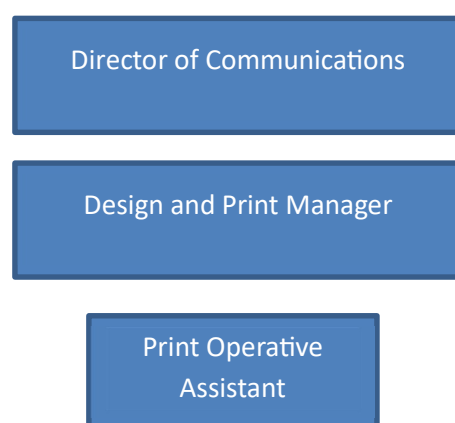 Director of Communications
Design and Print Manager
Print Operative
Assistant